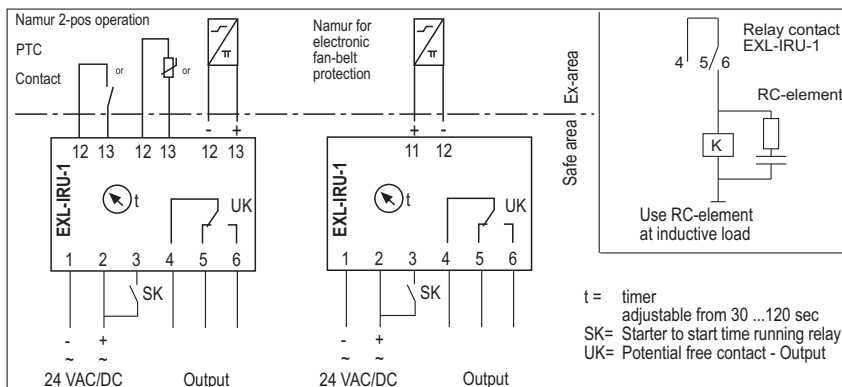 Namur 2-pos operation
PTC
Contact
or
or
12 13 12 13 12 13
- +
EXL-IRU-1
t
UK
1 2 3 4 5 6
SK
- +
~ ~
24 VAC/DC Output
Namur for
electronic
fan-belt
protection
+ -
11 12
EXL-IRU-1
t
UK
1 2 3 4 5 6
SK
- +
~ ~
24 VAC/DC Output
Ex-area
Safe area
Relay contact
EXL-IRU-1
4 5/6
RC-element
K
Use RC-element
at inductive load
t = timer
adjustable from 30 ...120 sec
SK= Starter to start time running relay
UK= Potential free contact - Output